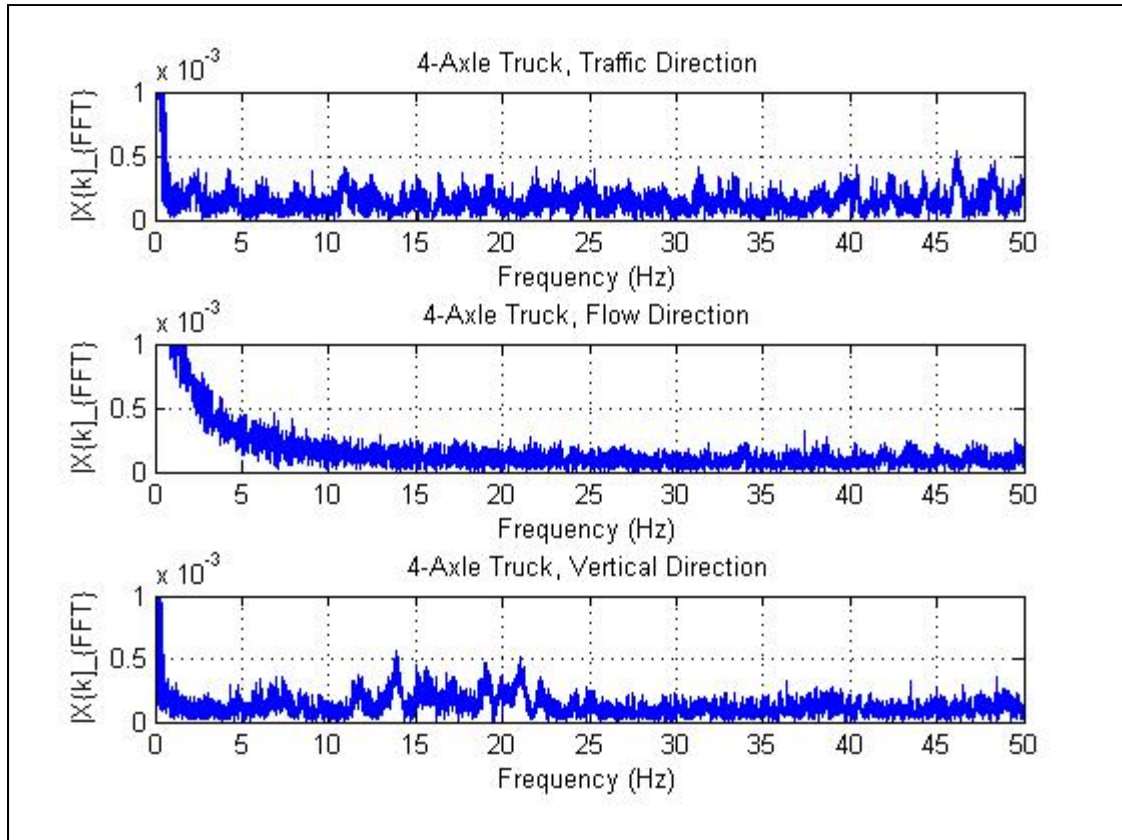 4-Axle Truck, Traffic Direction
x 10^-3
|X{k]_{FFT}
1
0.5
0
0 5 10 15 20 25 30 35 40 45 50
Frequency (Hz)
4-Axle Truck, Flow Direction
x 10^-3
|X{k]_{FFT}
1
0.5
0
0 5 10 15 20 25 30 35 40 45 50
Frequency (Hz)
4-Axle Truck, Vertical Direction
x 10^-3
|X{k]_{FFT}
1
0.5
0
0 5 10 15 20 25 30 35 40 45 50
Frequency (Hz)